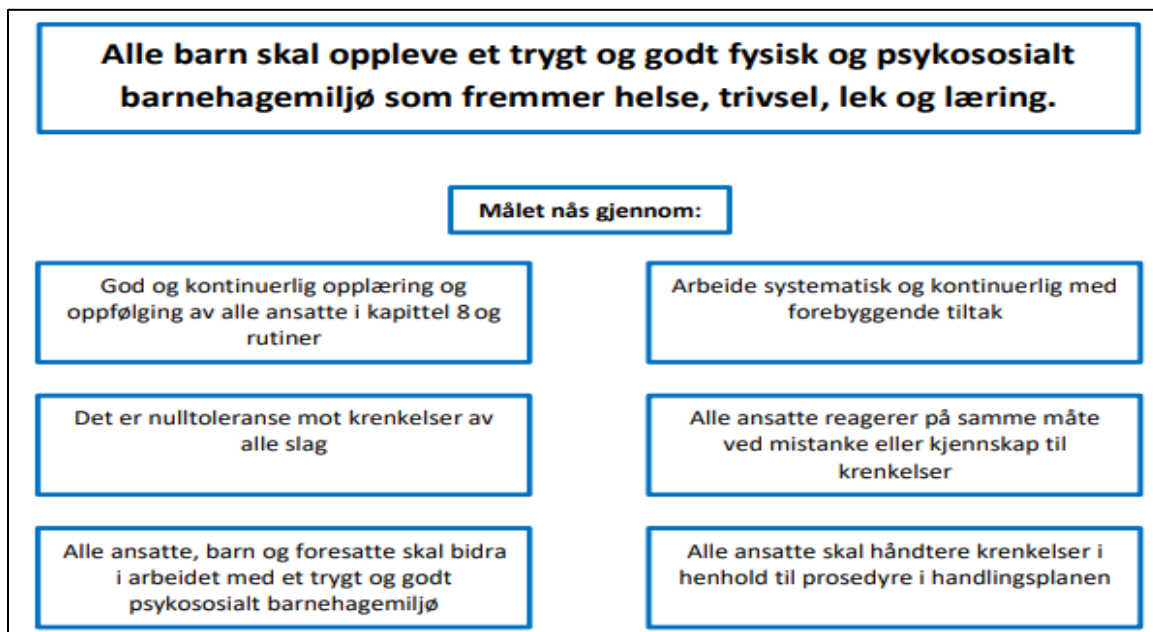 Alle barn skal oppleve et trygt og godt fysisk og psykososialt
barnehagemiljø som fremmer helse, trivsel, lek og læring.
Målet nås gjennom:
God og kontinuerlig opplæring og
oppfølging av alle ansatte i kapittel 8 og
rutiner
Arbeide systematisk og kontinuerlig med
forebyggende tiltak
Det er nulltoleranse mot krenkelser av
alle slag
Alle ansatte reagerer på samme måte
ved mistanke eller kjennskap til
krenkelser
Alle ansatte, barn og foresatte skal bidra
i arbeidet med et trygt og godt
psykososialt barnehagemiljø
Alle ansatte skal håndtere krenkelser i
henhold til prosedyre i handlingsplanen